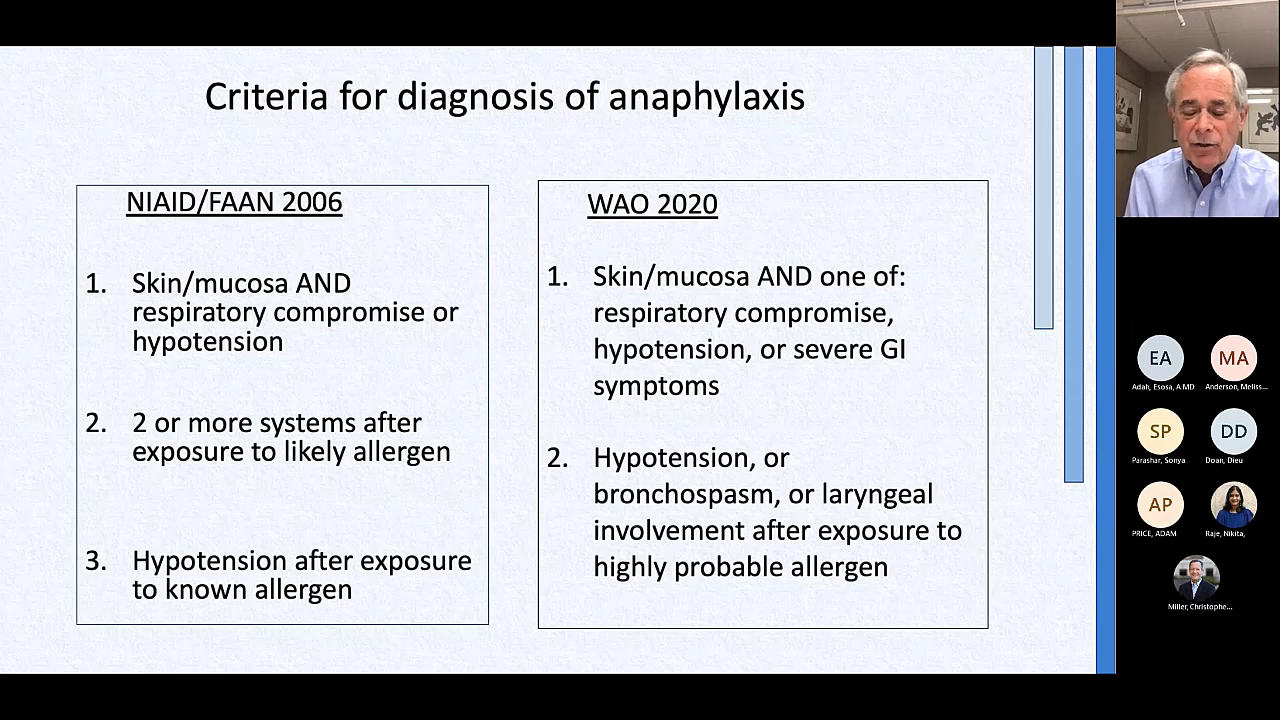 Criteria for diagnosis of anaphylaxis
NIAID/FAAN 2006
1. Skin/mucosa AND
respiratory compromise or
hypotension
2. 2 or more systems after
exposure to likely allergen
3. Hypotension after exposure
to known allergen
WAO 2020
1. Skin/mucosa AND one of:
respiratory compromise,
hypotension, or severe GI
symptoms
2. Hypotension, or
bronchospasm, or laryngeal
involvement after exposure to
highly probable allergen
EA
Adah, Esosa, A MD
MA
Anderson, Meliss...
SP
Parashar, Sonya
DD
Doan, Dieu
AP
PRICE, ADAM
Raje, Nikita,
Miller, Christophe...